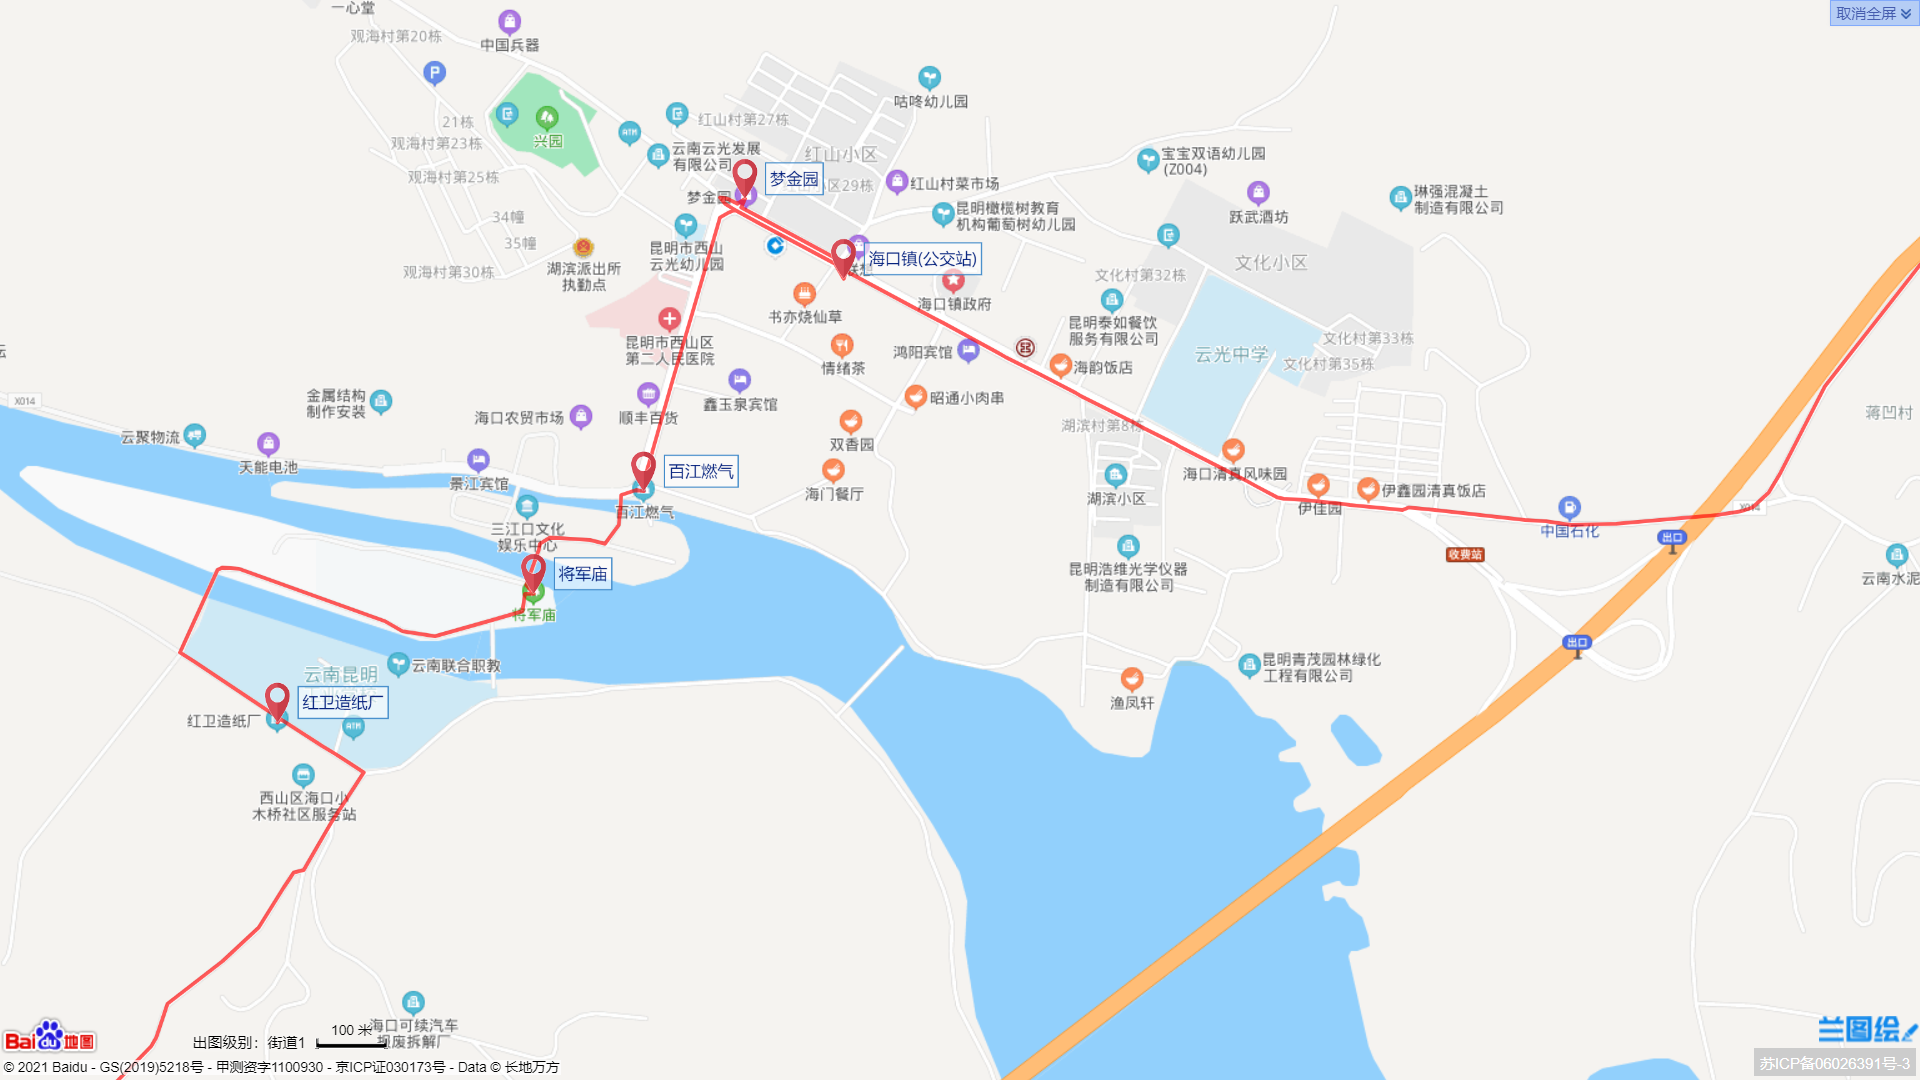 一心堂
取消全屏
观海村第20栋
中国兵器
咕咚幼儿园
21栋
兴园
红山村第27栋
观海村第23栋
云南云光发展
有限公司
红山小区
宝宝双语幼儿园
(Z004)
观海村第25栋
梦金园
梦金园
小区29栋
红山村菜市场
琳强混凝土
制造有限公司
34幢
昆明橄榄树教育
机构葡萄树幼儿园
跃武酒坊
35幢
昆明市西山
云光幼儿园
海口镇(公交站)
文化小区
观海村第30栋
湖滨派出所
执勤点
文化村第32栋
书亦烧仙草
海口镇政府
昆明泰如餐饮
服务有限公司
昆明市西山区
第二人民医院
情绪茶
鸿阳宾馆
海韵饭店
云光中学
文化村第33栋
文化村第35栋
X014
金属结构
制作安装
鑫玉泉宾馆
昭通小肉串
蒋凹村
海口农贸市场
顺丰百货
湖滨村第8栋
云聚物流
双香园
天能电池
百江燃气
海口清真风味园
景江宾馆
海门餐厅
湖滨小区
伊鑫园清真饭店
百江燃气
伊佳园
X014
三江口文化
娱乐中心
中国石化
出口
收费站
将军庙
昆明浩维光学仪器
制造有限公司
云南水泥
将军庙
出口
云南联合职教
云南昆明
昆明青茂园林绿化
工程有限公司
红卫造纸厂
红卫造纸厂
渔凤轩
西山区海口小
木桥社区服务站
海口可续汽车
报废拆解厂
Bai地图
出图级别：街道1
100 米
兰图绘
© 2021 Baidu - GS(2019)5218号 - 甲测资字1100930 - 京ICP证030173号 - Data © 长地万方
苏ICP备06026391号-3